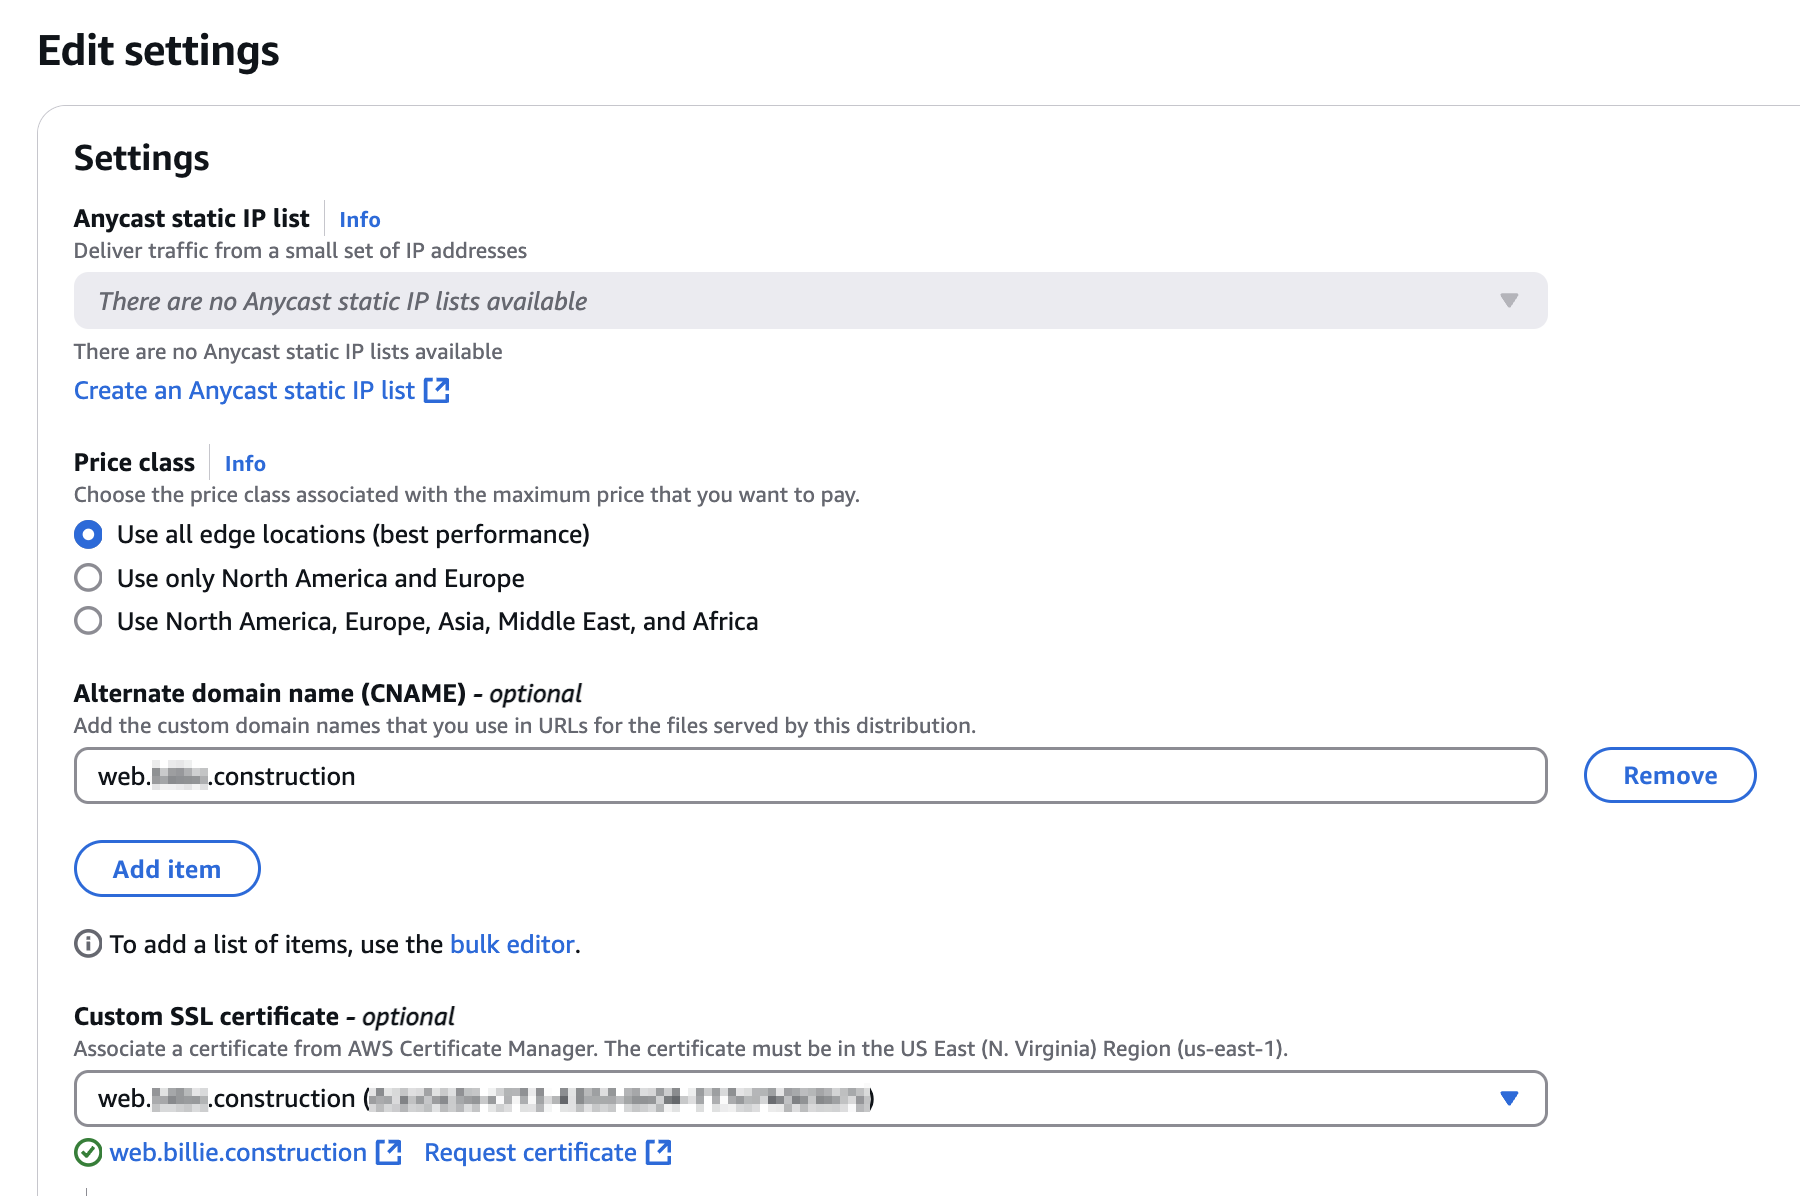 Edit settings
Settings
Anycast static IP list Info
Deliver traffic from a small set of IP addresses
There are no Anycast static IP lists available
There are no Anycast static IP lists available
Create an Anycast static IP list
Price class Info
Choose the price class associated with the maximum price that you want to pay.
Use all edge locations (best performance)
Use only North America and Europe
Use North America, Europe, Asia, Middle East, and Africa
Alternate domain name (CNAME) - optional
Add the custom domain names that you use in URLs for the files served by this distribution.
web. .construction Remove
Add item
To add a list of items, use the bulk editor.
Custom SSL certificate - optional
Associate a certificate from AWS Certificate Manager. The certificate must be in the US East (N. Virginia) Region (us-east-1).
web. .construction ( )
web.billie.construction Request certificate